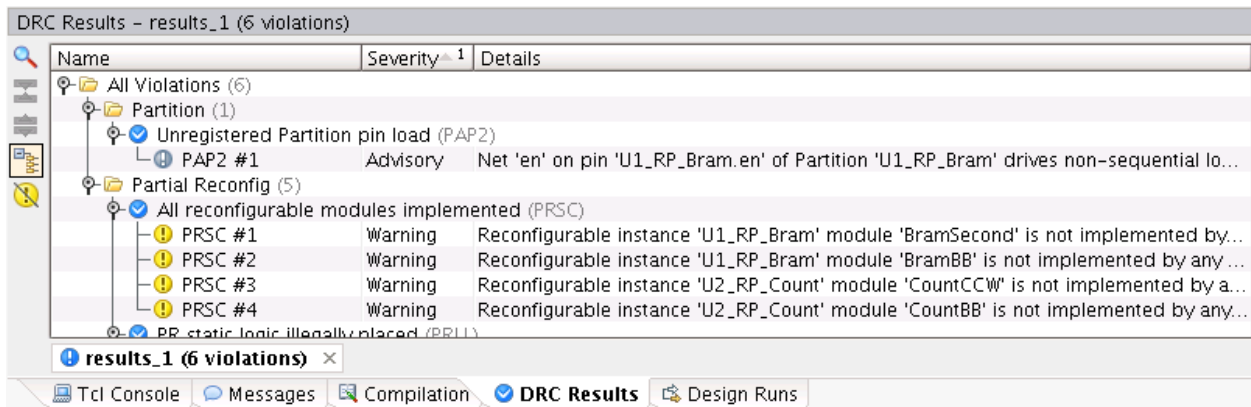 DRC Results - results_1 (6 violations)
Name Severity 1 Details
All Violations (6)
Partition (1)
Unregistered Partition pin load (PAP2)
PAP2 #1 Advisory Net 'en' on pin 'U1_RP_Bram.en' of Partition 'U1_RP_Bram' drives non-sequential lo...
Partial Reconfig (5)
All reconfigurable modules implemented (PRSC)
PRSC #1 Warning Reconfigurable instance 'U1_RP_Bram' module 'BramSecond' is not implemented by...
PRSC #2 Warning Reconfigurable instance 'U1_RP_Bram' module 'BramBB' is not implemented by any ...
PRSC #3 Warning Reconfigurable instance 'U2_RP_Count' module 'CountCCW' is not implemented by a...
PRSC #4 Warning Reconfigurable instance 'U2_RP_Count' module 'CountBB' is not implemented by any...
PR static logic illegally placed
results_1 (6 violations)
Tcl Console Messages Compilation DRC Results Design Runs